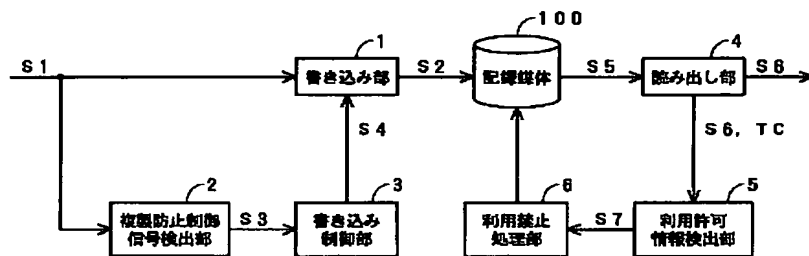 100
1
4
S1
書き込み部
S2
記録媒体
S5
読み出し部
S6
S4
S6, TC
2
3
6
5
複製防止制御
信号検出部
S3
書き込み
制御部
利用禁止
処理部
S7
利用許可
情報検出部